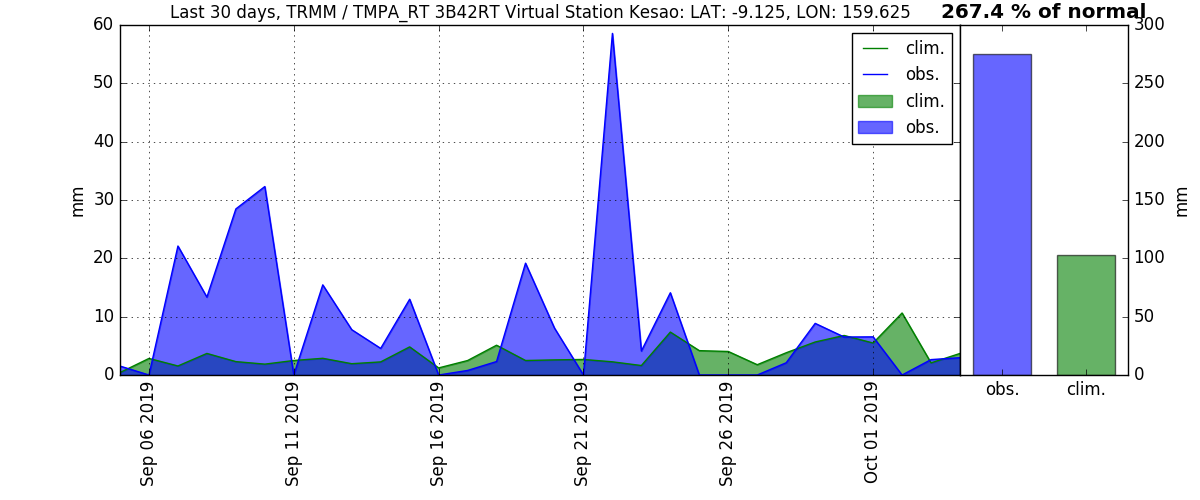 Last 30 days, TRMM / TMPA_RT 3B42RT Virtual Station Kesao: LAT: -9.125, LON: 159.625
267.4 % of normal
60
50
40
30
20
10
0
mm
clim.
obs.
clim.
obs.
Sep 06 2019
Sep 11 2019
Sep 16 2019
Sep 21 2019
Sep 26 2019
Oct 01 2019
300
250
200
150
100
50
0
mm
obs.
clim.